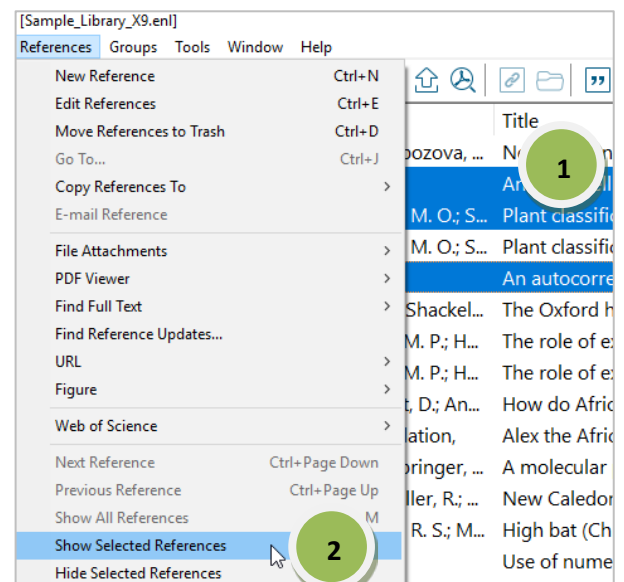 [Sample_Library_X9.enl]
References Groups Tools Window Help
New Reference Ctrl+N
Edit References Ctrl+E
Move References to Trash Ctrl+D
Go To... Ctrl+J
Copy References To
E-mail Reference
File Attachments
PDF Viewer
Find Full Text
Find Reference Updates...
URL
Figure
Web of Science
Next Reference Ctrl+Page Down
Previous Reference Ctrl+Page Up
Show All References M
Show Selected References
Hide Selected References
Title
1
2
pozova, ...
An
M. O.; S... Plant classific
M. O.; S... Plant classific
An autocorre
Shackel... The Oxford h
M. P.; H... The role of ex
M. P.; H... The role of ex
t, D.; An... How do Afric
lation, Alex the Afric
pringer, ... A molecular
ller, R.; ... New Caledor
R. S.; M... High bat (Ch
Use of nume